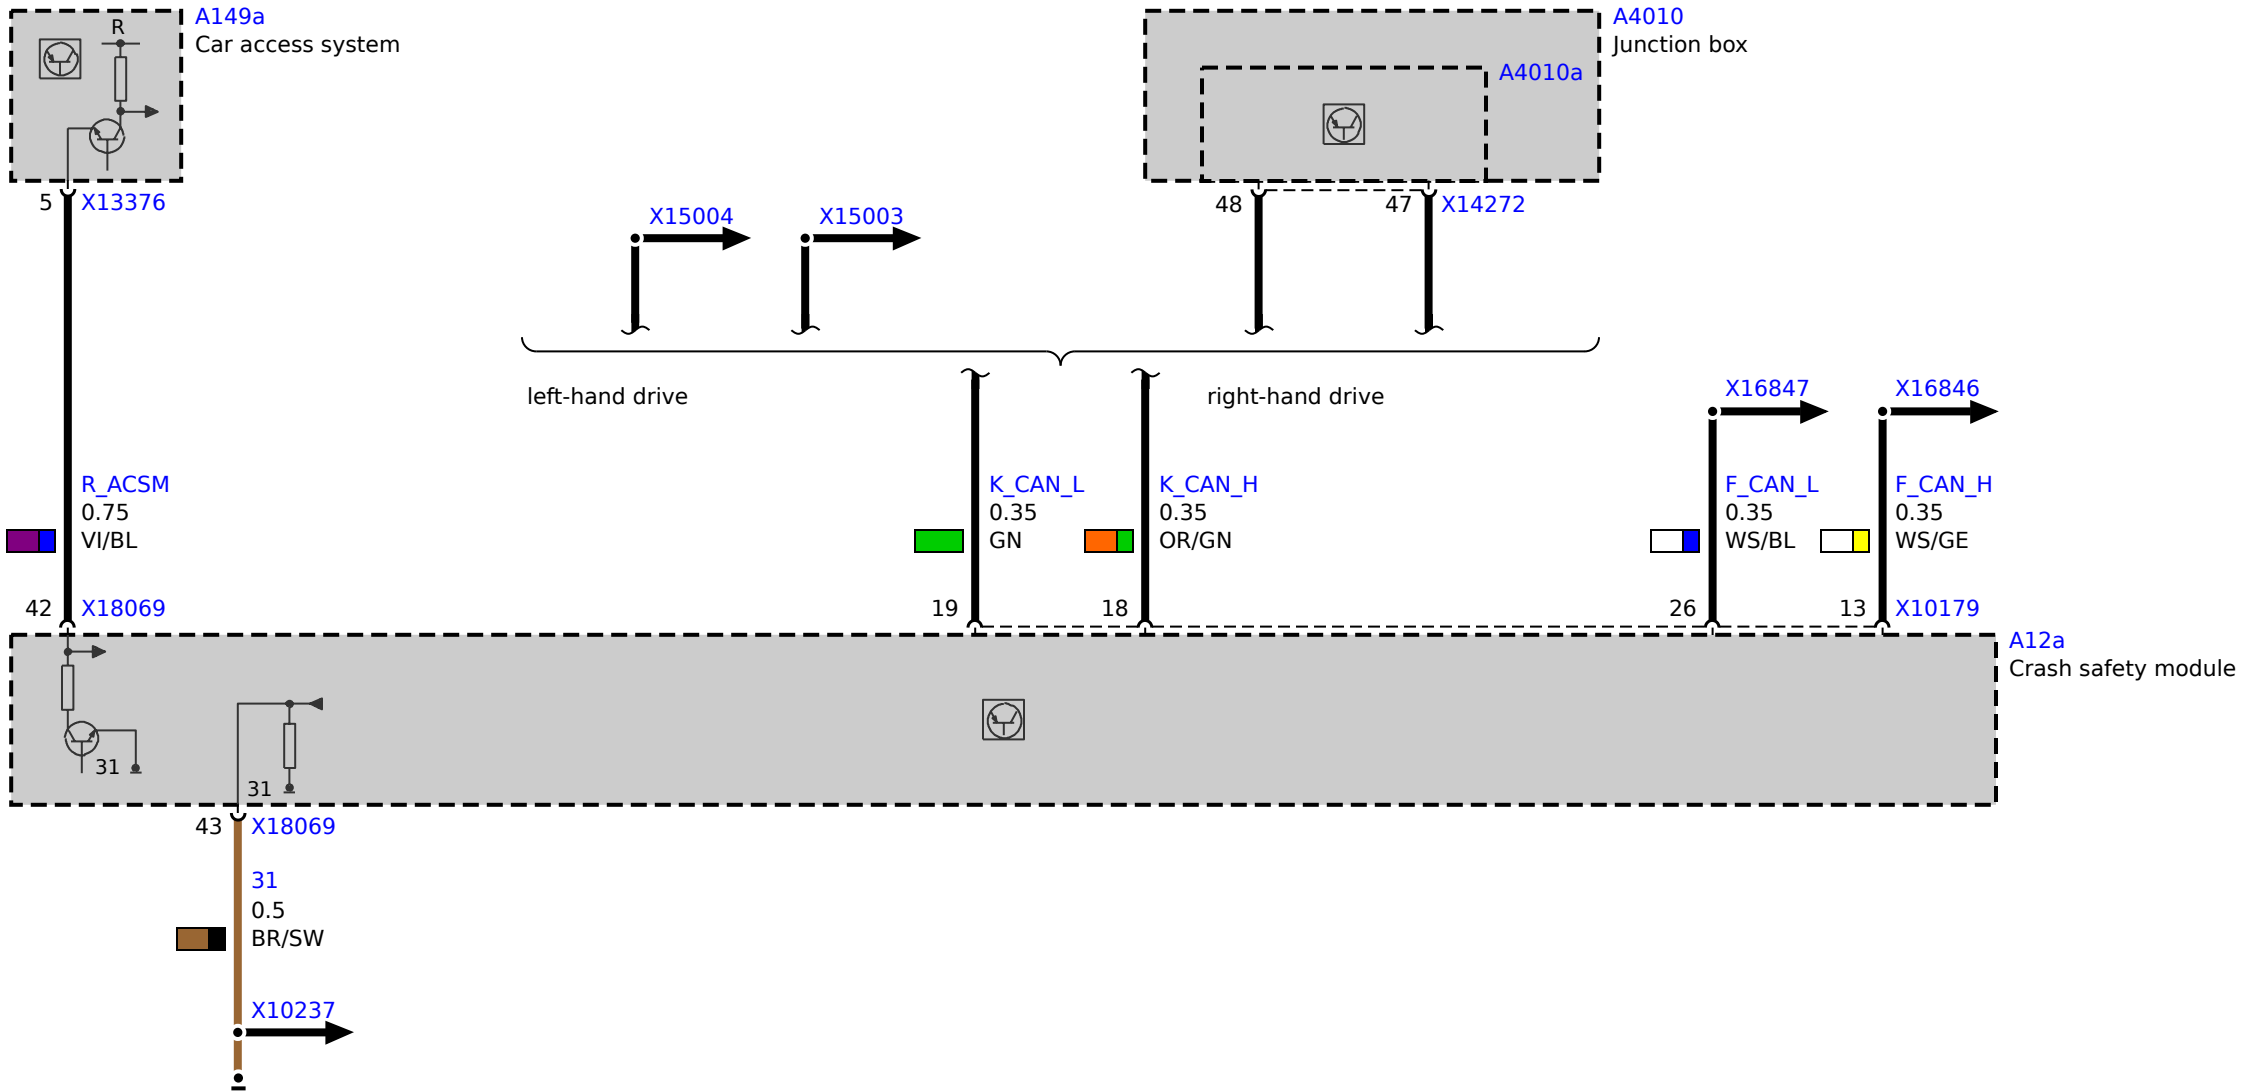 A149a
Car access system
R
A4010
Junction box
A4010a
5 X13376
48 47 X14272
X15004 X15003
left-hand drive right-hand drive
X16847 X16846
R_ACSM
0.75
VI/BL
K_CAN_L
0.35
GN
K_CAN_H
0.35
OR/GN
F_CAN_L
0.35
WS/BL
F_CAN_H
0.35
WS/GE
42 X18069
19 18 26 13 X10179
A12a
Crash safety module
31
31
43 X18069
31
0.5
BR/SW
X10237